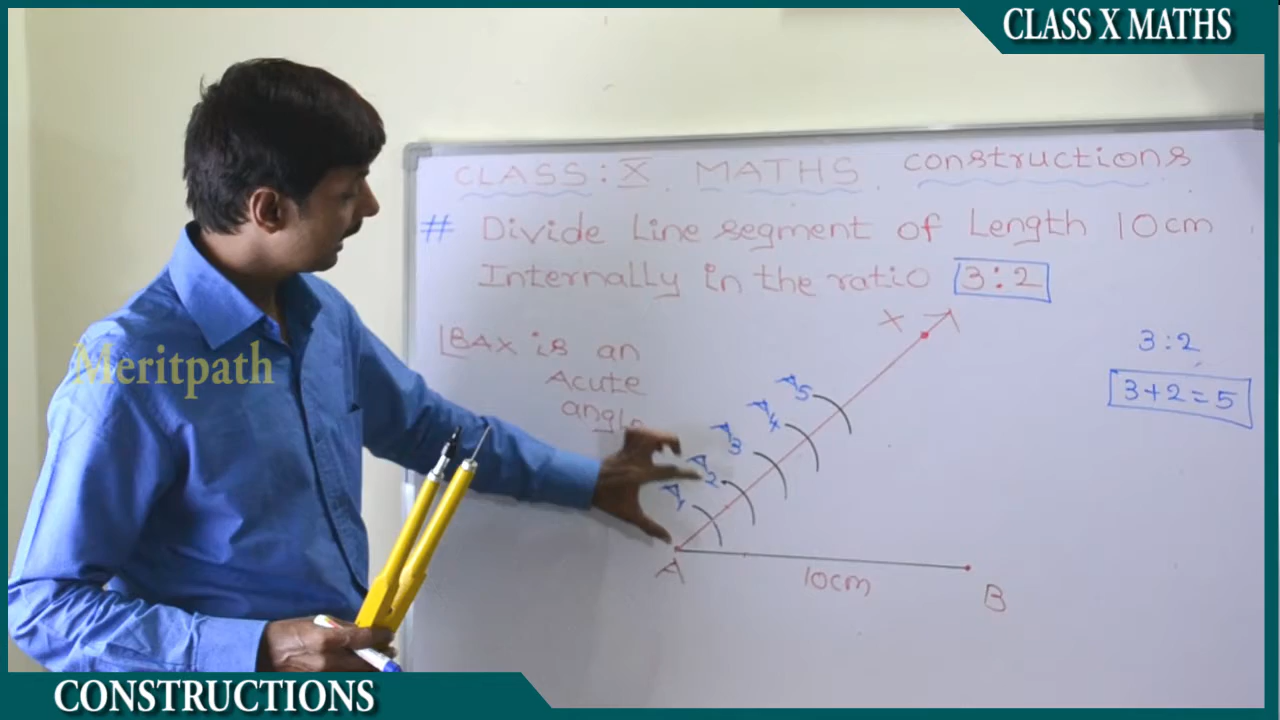 CLASS X MATHS
CLASS : X . MATHS . constructions
# Divide Line segment of Length 10cm
Internally in the ratio 3:2
∠BAX is an
Acute
angle
X
3:2
3+2=5
A5
A4
A3
A2
A1
A
10cm
B
Meritpath
CONSTRUCTIONS